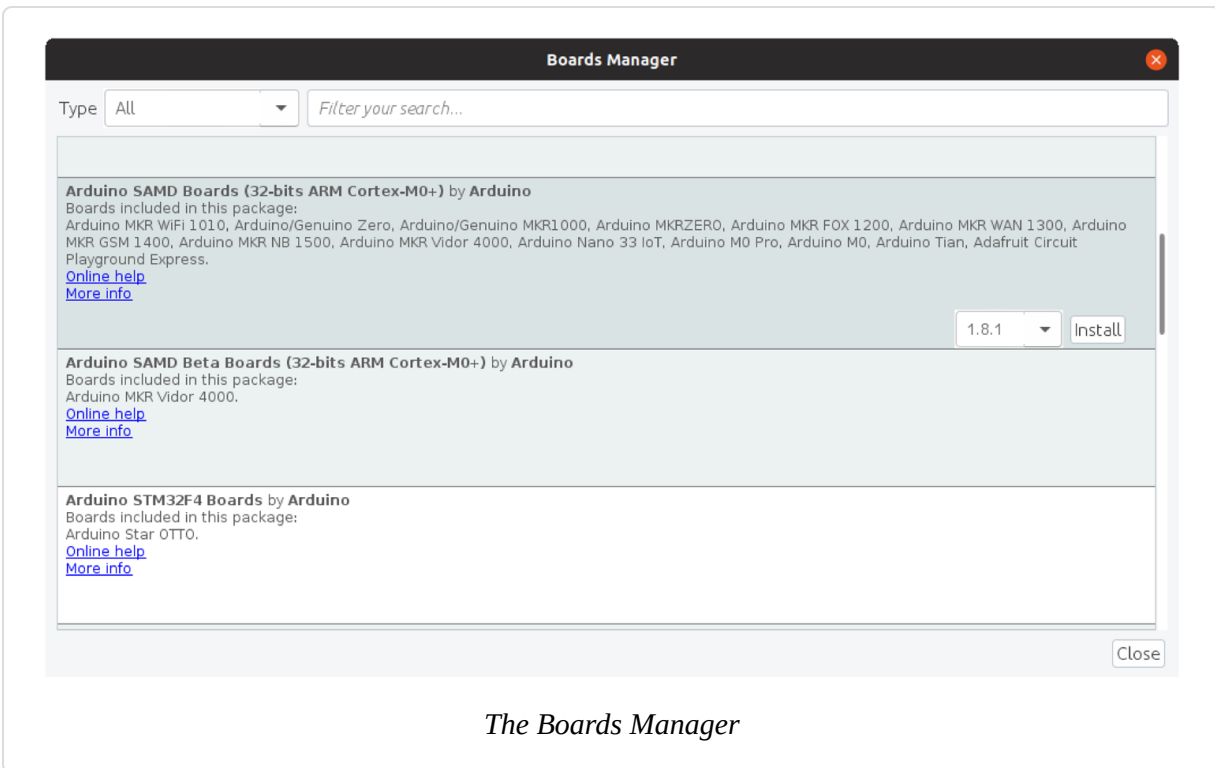 Boards Manager
Type All Filter your search...
Arduino SAMD Boards (32-bits ARM Cortex-M0+) by Arduino
Boards included in this package:
Arduino MKR WiFi 1010, Arduino/Genuino Zero, Arduino/Genuino MKR1000, Arduino MKRZERO, Arduino MKR FOX 1200, Arduino MKR WAN 1300, Arduino
MKR GSM 1400, Arduino MKR NB 1500, Arduino MKR Vidor 4000, Arduino Nano 33 IoT, Arduino M0 Pro, Arduino M0, Arduino Tian, Adafruit Circuit
Playground Express.
Online help
More info
1.8.1 Install
Arduino SAMD Beta Boards (32-bits ARM Cortex-M0+) by Arduino
Boards included in this package:
Arduino MKR Vidor 4000.
Online help
More info
Arduino STM32F4 Boards by Arduino
Boards included in this package:
Arduino Star OTTO.
Online help
More info
Close
The Boards Manager